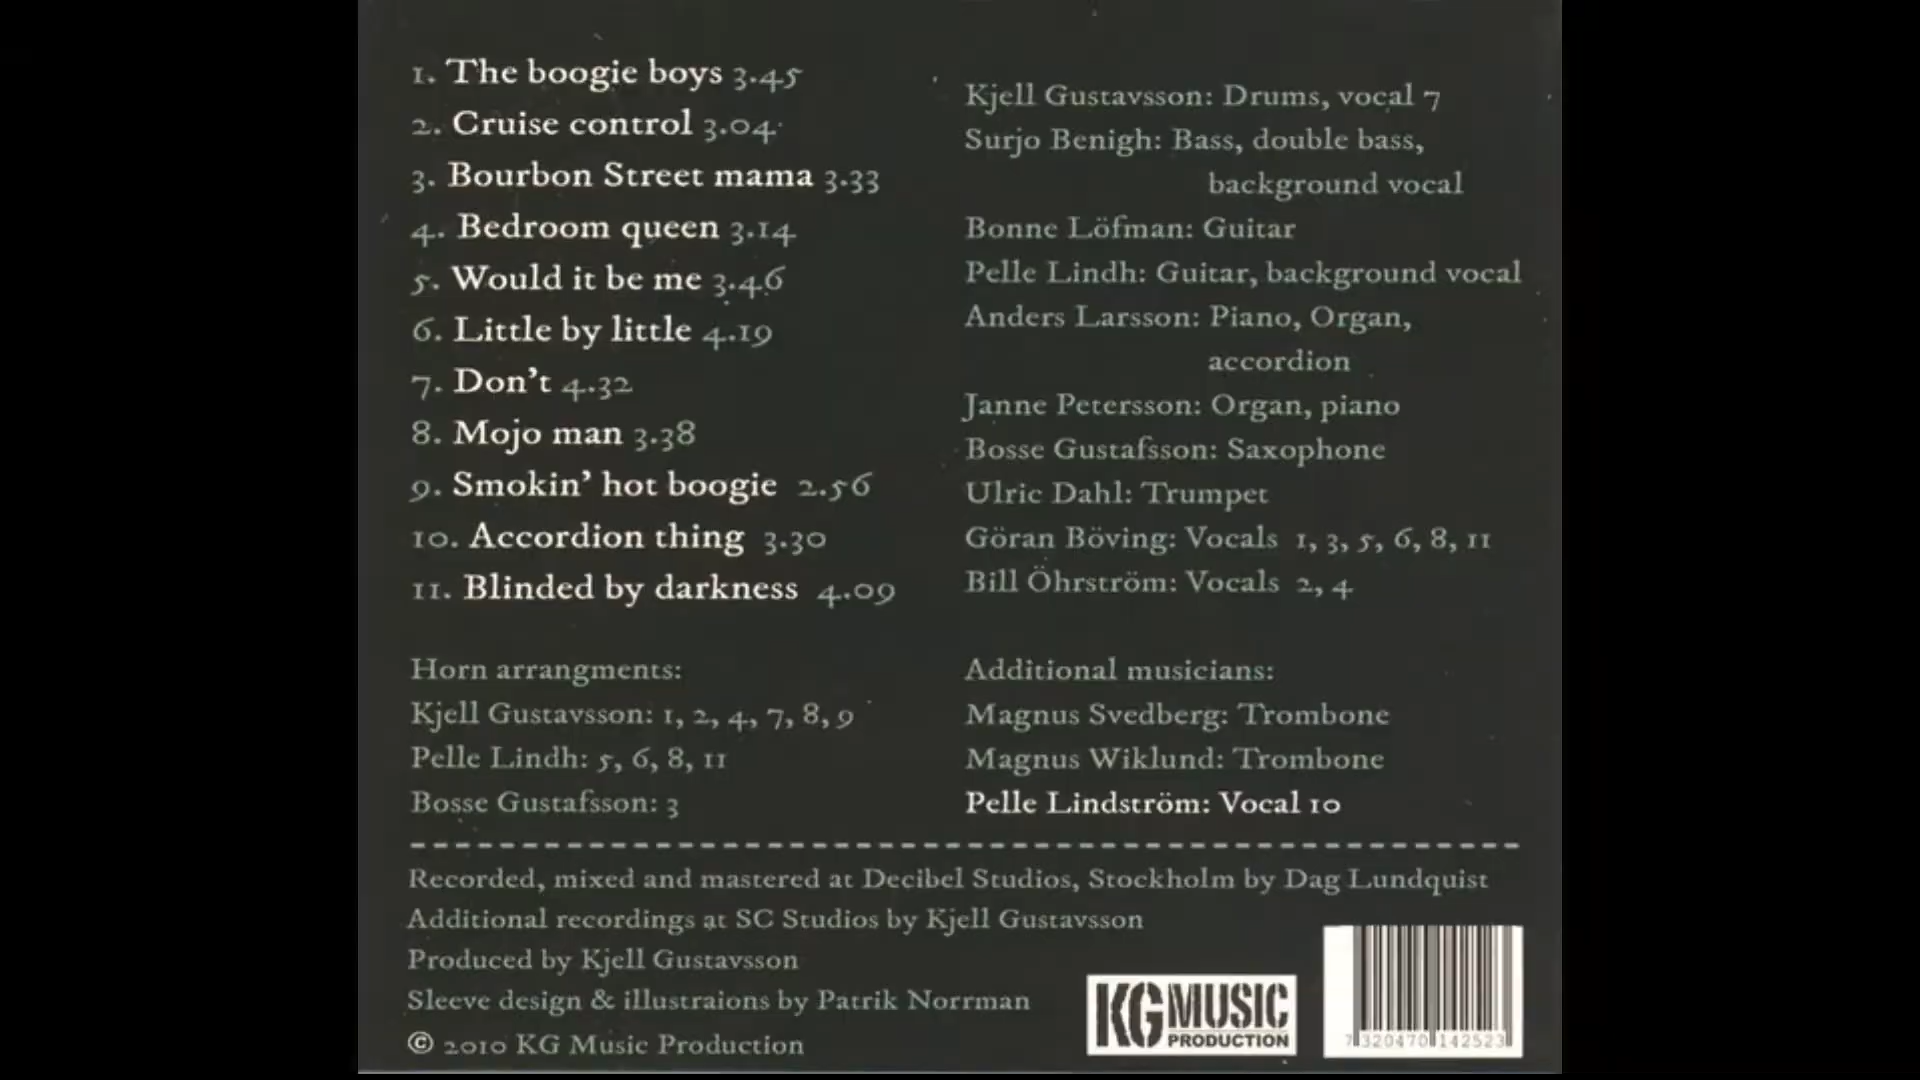 1. The boogie boys 3.45
2. Cruise control 3.04
3. Bourbon Street mama 3.33
4. Bedroom queen 3.14
5. Would it be me 3.46
6. Little by little 4.19
7. Don't 4.32
8. Mojo man 3.38
9. Smokin' hot boogie 2.56
10. Accordion thing 3.30
11. Blinded by darkness 4.09
Kjell Gustavsson: Drums, vocal 7
Surjo Benigh: Bass, double bass,
background vocal
Bonne Löfman: Guitar
Pelle Lindh: Guitar, background vocal
Anders Larsson: Piano, Organ,
accordion
Janne Petersson: Organ, piano
Bosse Gustafsson: Saxophone
Ulric Dahl: Trumpet
Göran Böving: Vocals 1, 3, 5, 6, 8, 11
Bill Öhrström: Vocals 2, 4
Horn arrangments:
Kjell Gustavsson: 1, 2, 4, 7, 8, 9
Pelle Lindh: 5, 6, 8, 11
Bosse Gustafsson: 3
Additional musicians:
Magnus Svedberg: Trombone
Magnus Wiklund: Trombone
Pelle Lindström: Vocal 10
Recorded, mixed and mastered at Decibel Studios, Stockholm by Dag Lundquist
Additional recordings at SC Studios by Kjell Gustavsson
Produced by Kjell Gustavsson
Sleeve design & illustraions by Patrik Norrman
© 2010 KG Music Production
KG MUSIC
PRODUCTION
7 320470 142523